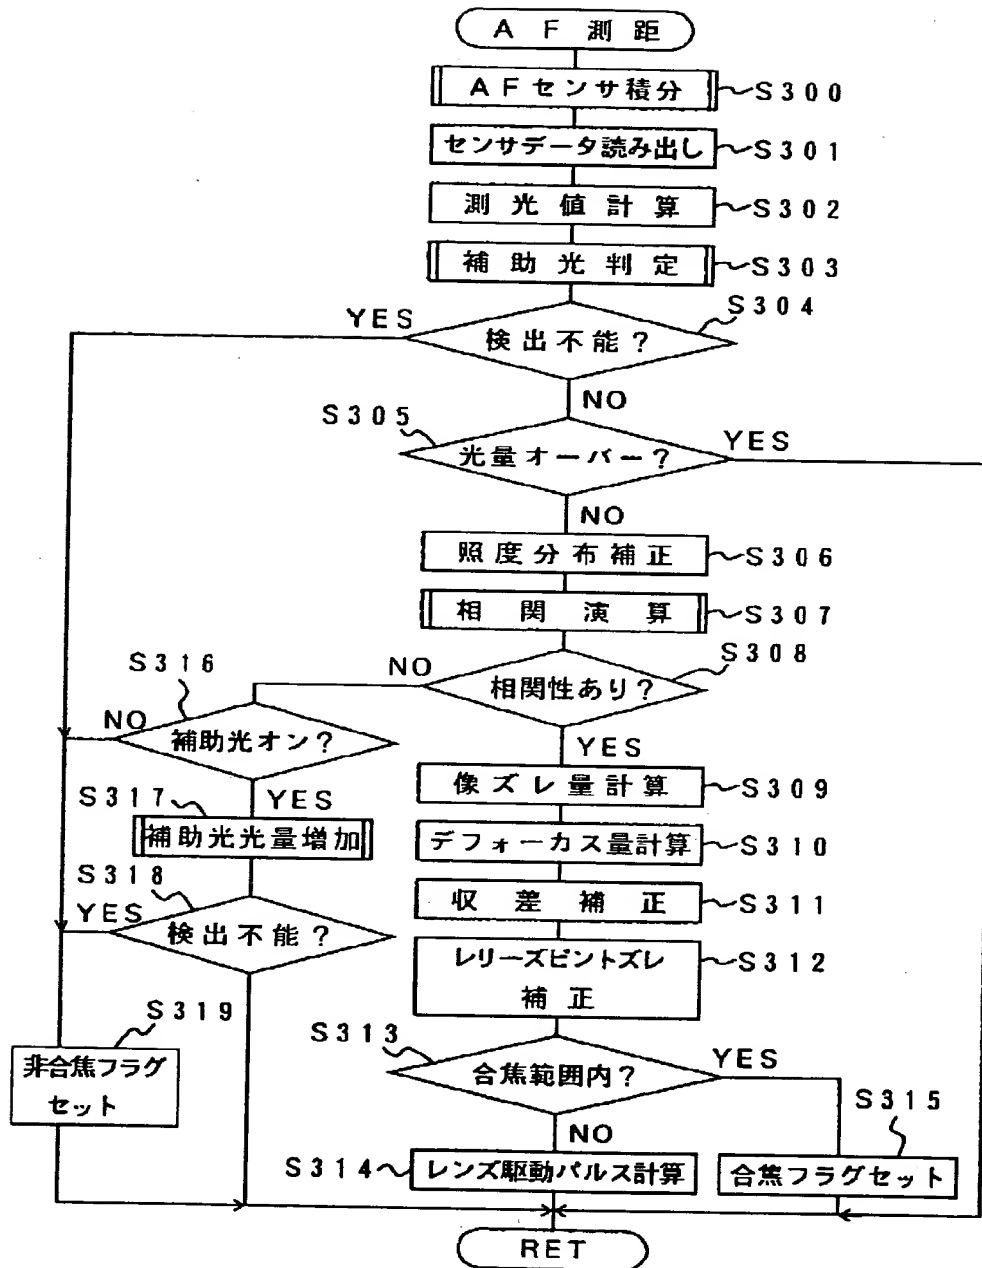 AF測距
AFセンサ積分 S300
センサデータ読み出し S301
測光値計算 S302
補助光判定 S303
S304
YES
検出不能?
NO
S305
YES
光量オーバー?
NO
照度分布補正 S306
相関演算 S307
S308
S316
NO
相関性あり?
NO
補助光オン?
YES
像ズレ量計算 S309
S317
YES
補助光光量増加
デフォーカス量計算 S310
S318
収差補正 S311
YES
検出不能?
レリーズピントズレ
補正
S312
S319
S313
YES
非合焦フラグ
セット
合焦範囲内?
S315
NO
S314 レンズ駆動パルス計算
合焦フラグセット
RET